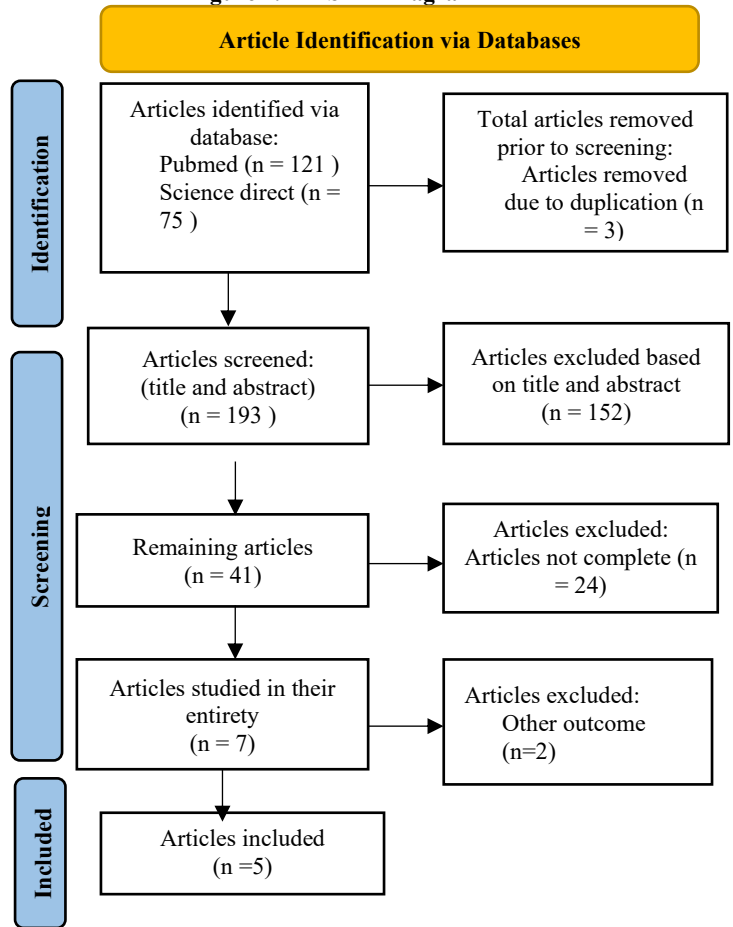 Article Identification via Databases
Identification
Articles identified via
database:
Pubmed (n = 121 )
Science direct (n =
75 )
Total articles removed
prior to screening:
Articles removed
due to duplication (n
= 3)
Screening
Articles screened:
(title and abstract)
(n = 193 )
Articles excluded based
on title and abstract
(n = 152)
Remaining articles
(n = 41)
Articles excluded:
Articles not complete (n
= 24)
Articles studied in their
entirety
(n = 7)
Articles excluded:
Other outcome
(n=2)
Included
Articles included
(n =5)